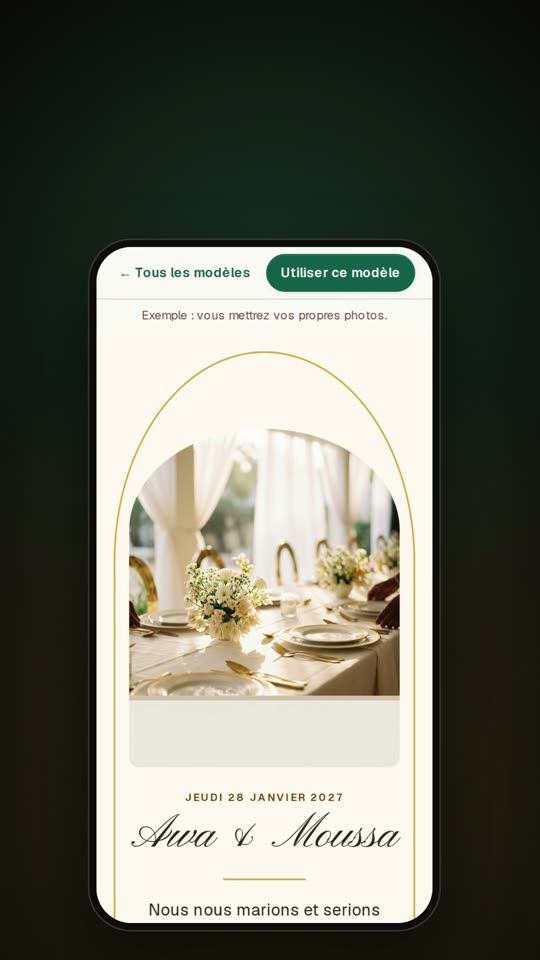 ← Tous les modèles
Utiliser ce modèle
Exemple : vous mettrez vos propres photos.
JEUDI 28 JANVIER 2027
Awa & Moussa
Nous nous marions et serions